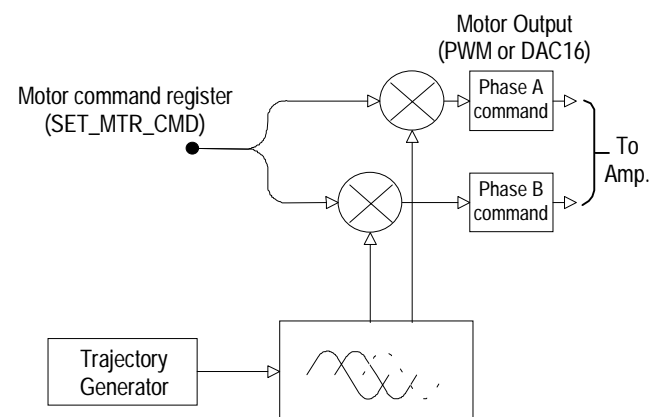 Motor Output
(PWM or DAC16)
Motor command register
(SET_MTR_CMD)
Phase A
command
Phase B
command
To
Amp.
Trajectory
Generator